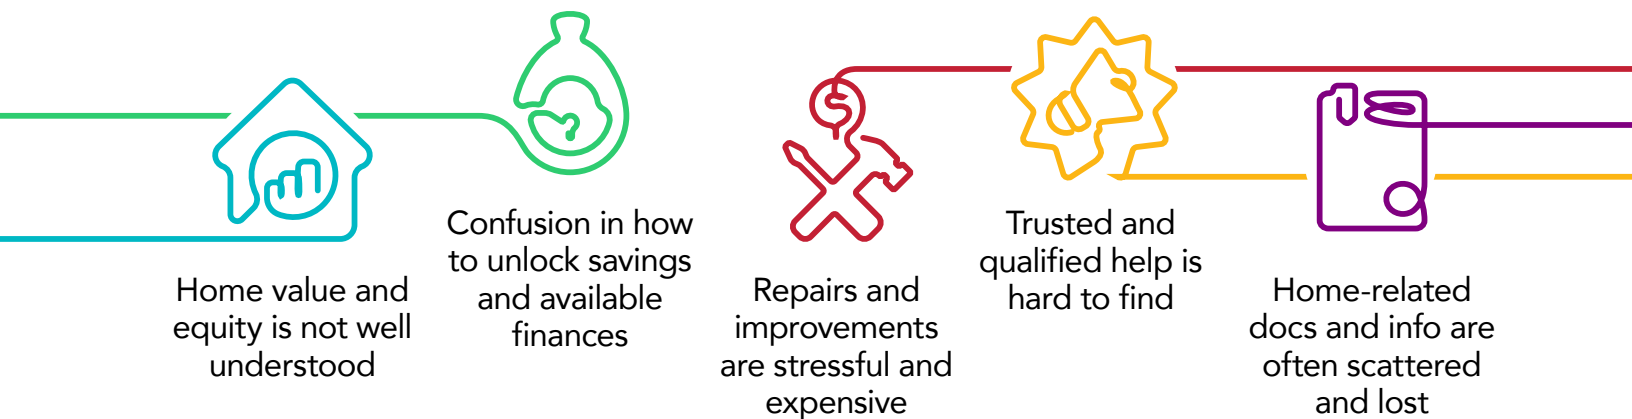 Home value and
equity is not well
understood
Confusion in how
to unlock savings
and available
finances
Repairs and
improvements
are stressful and
expensive
Trusted and
qualified help is
hard to find
Home-related
docs and info are
often scattered
and lost